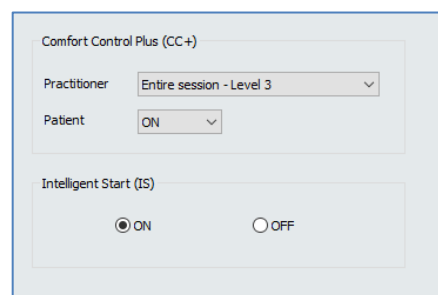 Comfort Control Plus (CC+)
Practitioner Entire session - Level 3
Patient ON
Intelligent Start (IS)
ON OFF